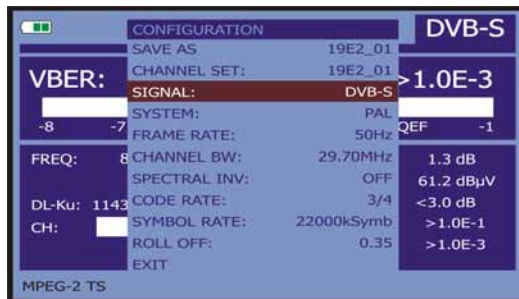 CONFIGURATION
DVB-S
SAVE AS 19E2_01
VBER: CHANNEL SET: 19E2_01 >1.0E-3
SIGNAL: DVB-S
-8 -7 SYSTEM: PAL QEF -1
FRAME RATE: 50Hz
FREQ: 8 CHANNEL BW: 29.70MHz 1.3 dB
SPECTRAL INV: OFF 61.2 dBµV
DL-Ku: 1143 CODE RATE: 3/4 <3.0 dB
CH: SYMBOL RATE: 22000kSymb >1.0E-1
ROLL OFF: 0.35 >1.0E-3
EXIT
MPEG-2 TS